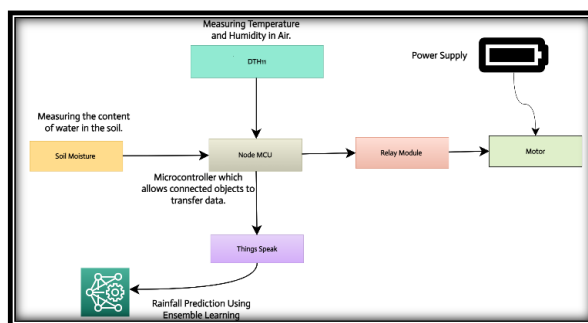 Measuring Temperature
and Humidity in Air.
DTH11
Power Supply
Measuring the content
of water in the soil.
Soil Moisture
Node MCU
Relay Module
Motor
Microcontroller which
allows connected objects to
transfer data.
Things Speak
Rainfall Prediction Using
Ensemble Learning